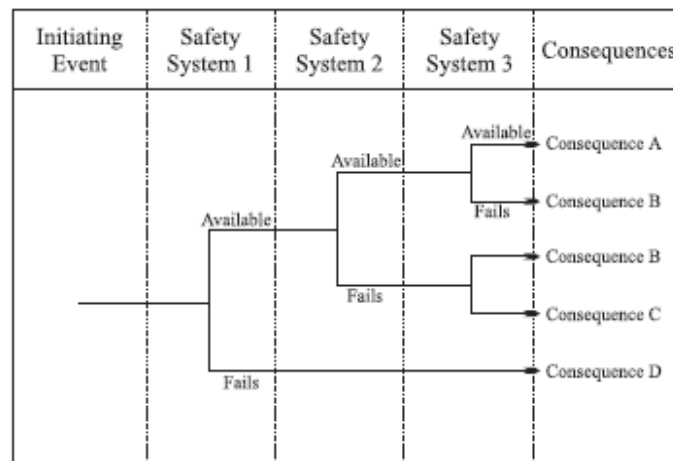 Initiating
Event
Safety
System 1
Safety
System 2
Safety
System 3
Consequences
Available
Consequence A
Available
Fails
Consequence B
Available
Consequence B
Fails
Consequence C
Fails
Consequence D